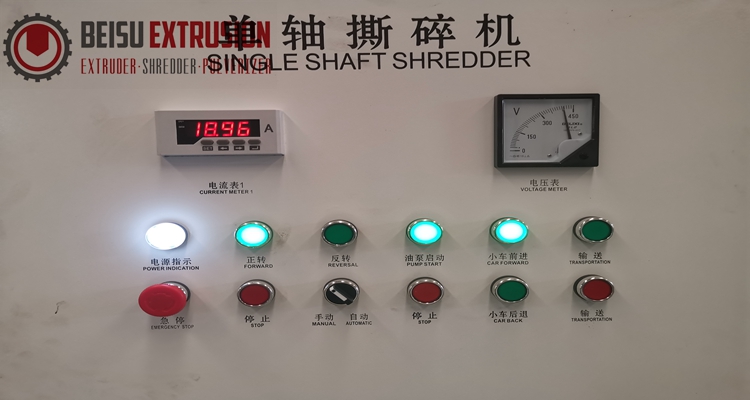 BEISU EXTRUSION
EXTRUDER·SHREDDER·PULVERIZER
单轴撕碎机
SINGLE SHAFT SHREDDER
18.96 A
V
0 150 300 450
电流表1
CURRENT METER 1
电压表
VOLTAGE METER
电源指示
POWER INDICATION
正转
FORWARD
反转
REVERSAL
油泵启动
PUMP START
小车前进
CAR FORWARD
输送
TRANSPORTATION
急停
EMERGENCY STOP
停止
STOP
手动 自动
MANUAL AUTOMATIC
停止
STOP
小车后退
CAR BACK
输送
TRANSPORTATION